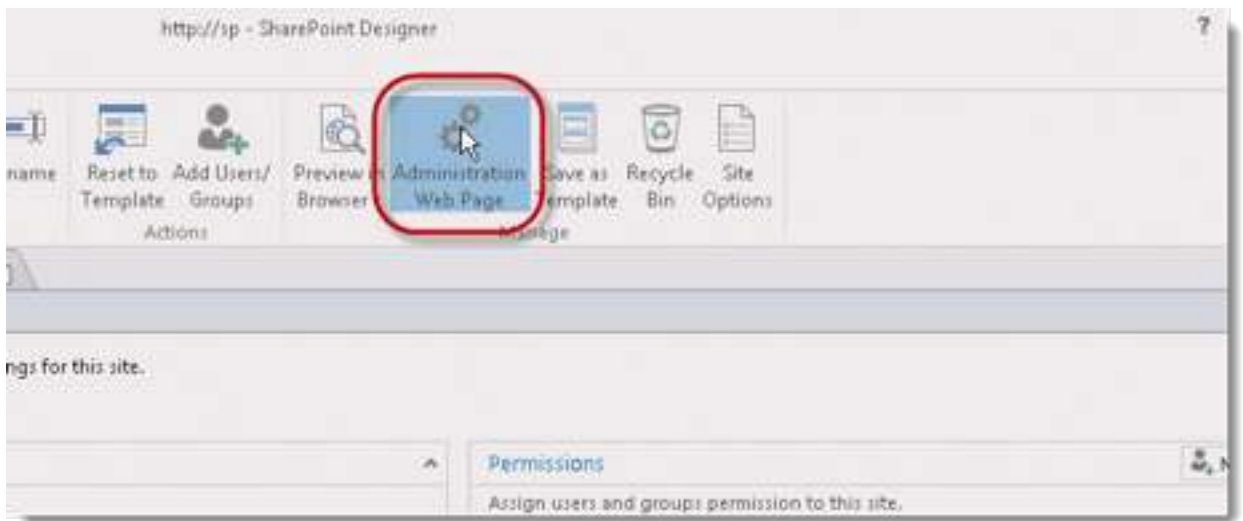 http://sp - SharePoint Designer
?
name
Reset to Template
Add Users/ Groups
Preview in Browser
Administration Web Page
Save as Template
Recycle Bin
Site Options
Actions
Manage
ngs for this site.
Permissions
N
Assign users and groups permission to this site.